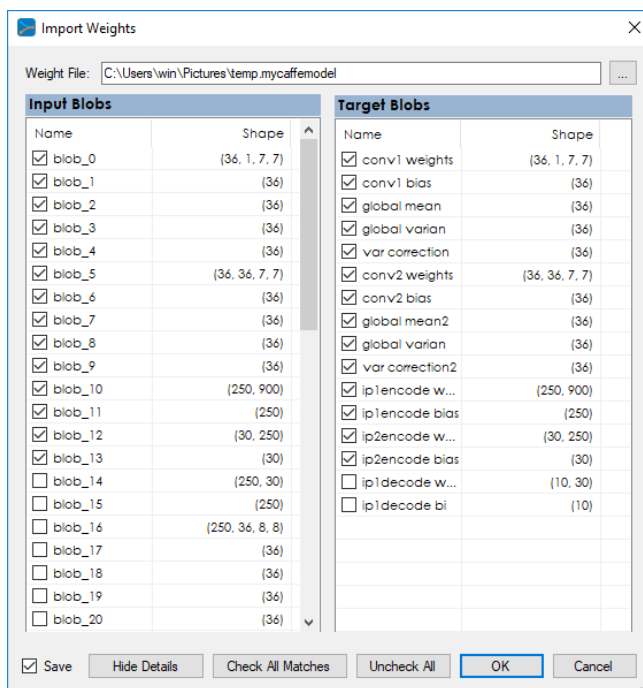 Import Weights
Weight File: C:\Users\win\Pictures\temp.mycaffemodel ...
Input Blobs
Name Shape
blob_0 (36, 1, 7, 7)
blob_1 (36)
blob_2 (36)
blob_3 (36)
blob_4 (36)
blob_5 (36, 36, 7, 7)
blob_6 (36)
blob_7 (36)
blob_8 (36)
blob_9 (36)
blob_10 (250, 900)
blob_11 (250)
blob_12 (30, 250)
blob_13 (30)
blob_14 (250, 30)
blob_15 (250)
blob_16 (250, 36, 8, 8)
blob_17 (36)
blob_18 (36)
blob_19 (36)
blob_20 (36)
Target Blobs
Name Shape
conv1 weights (36, 1, 7, 7)
conv1 bias (36)
global mean (36)
global varian (36)
var correction (36)
conv2 weights (36, 36, 7, 7)
conv2 bias (36)
global mean2 (36)
global varian (36)
var correction2 (36)
ip1encode w... (250, 900)
ip1encode bias (250)
ip2encode w... (30, 250)
ip2encode bias (30)
ip1decode w... (10, 30)
ip1decode bi (10)
Save Hide Details Check All Matches Uncheck All OK Cancel